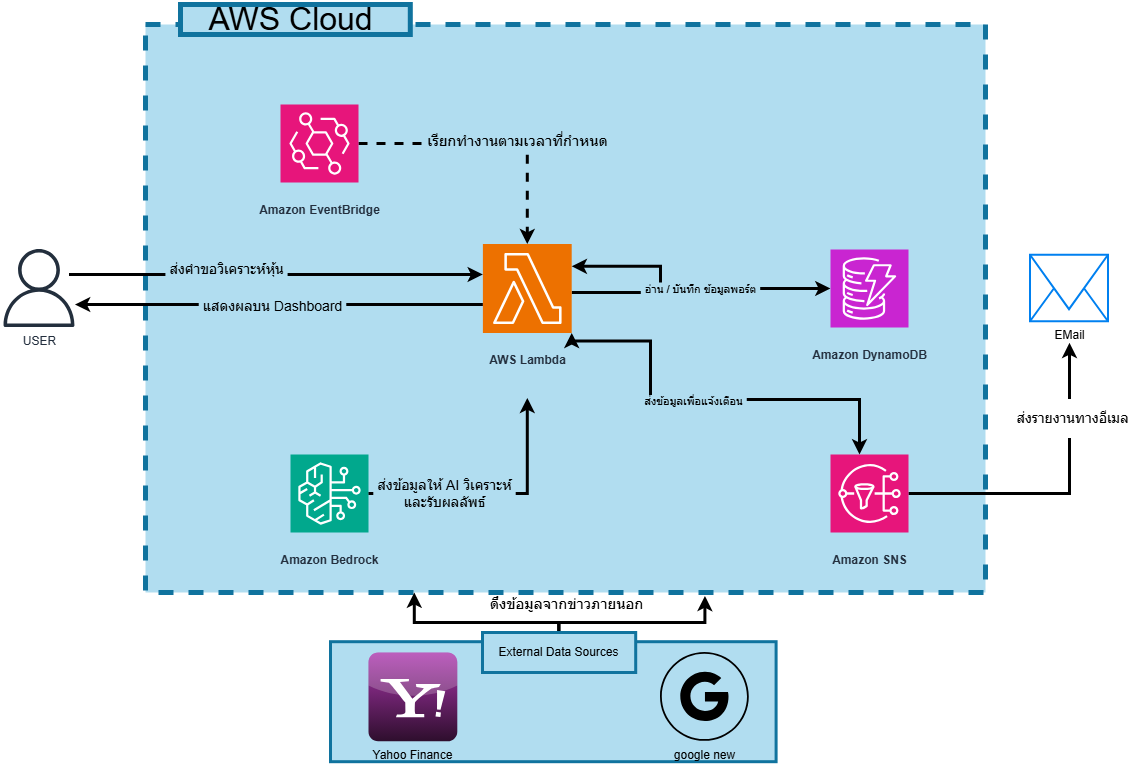 AWS Cloud
เรียกทำงานตามเวลาที่กำหนด
Amazon EventBridge
ส่งคำขอวิเคราะห์หุ้น
แสดงผลบน Dashboard
USER
AWS Lambda
อ่าน / บันทึก ข้อมูลพอร์ต
Amazon DynamoDB
EMail
ส่งข้อมูลเพื่อแจ้งเตือน
ส่งรายงานทางอีเมล
ส่งข้อมูลให้ AI วิเคราะห์
และรับผลลัพธ์
Amazon Bedrock
Amazon SNS
ดึงข้อมูลจากข่าวภายนอก
External Data Sources
Y!
G
Yahoo Finance
google new